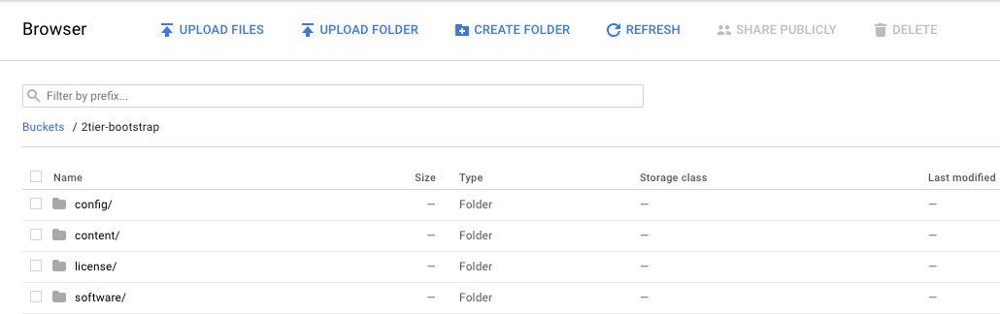 Browser UPLOAD FILES UPLOAD FOLDER CREATE FOLDER REFRESH SHARE PUBLICLY DELETE
Filter by prefix...
Buckets / 2tier-bootstrap
Name Size Type Storage class Last modified
config/ — Folder — —
content/ — Folder — —
license/ — Folder — —
software/ — Folder — —